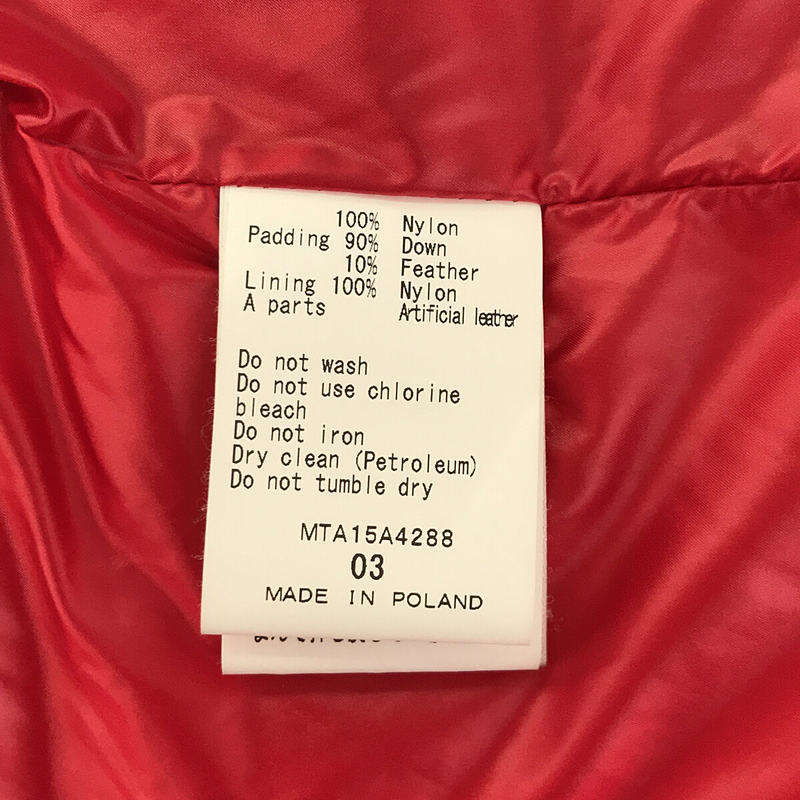 100% Nylon
Padding 90% Down
10% Feather
Lining 100% Nylon
A parts Artificial leather
Do not wash
Do not use chlorine
bleach
Do not iron
Dry clean (Petroleum)
Do not tumble dry
MTA15A4288
03
MADE IN POLAND